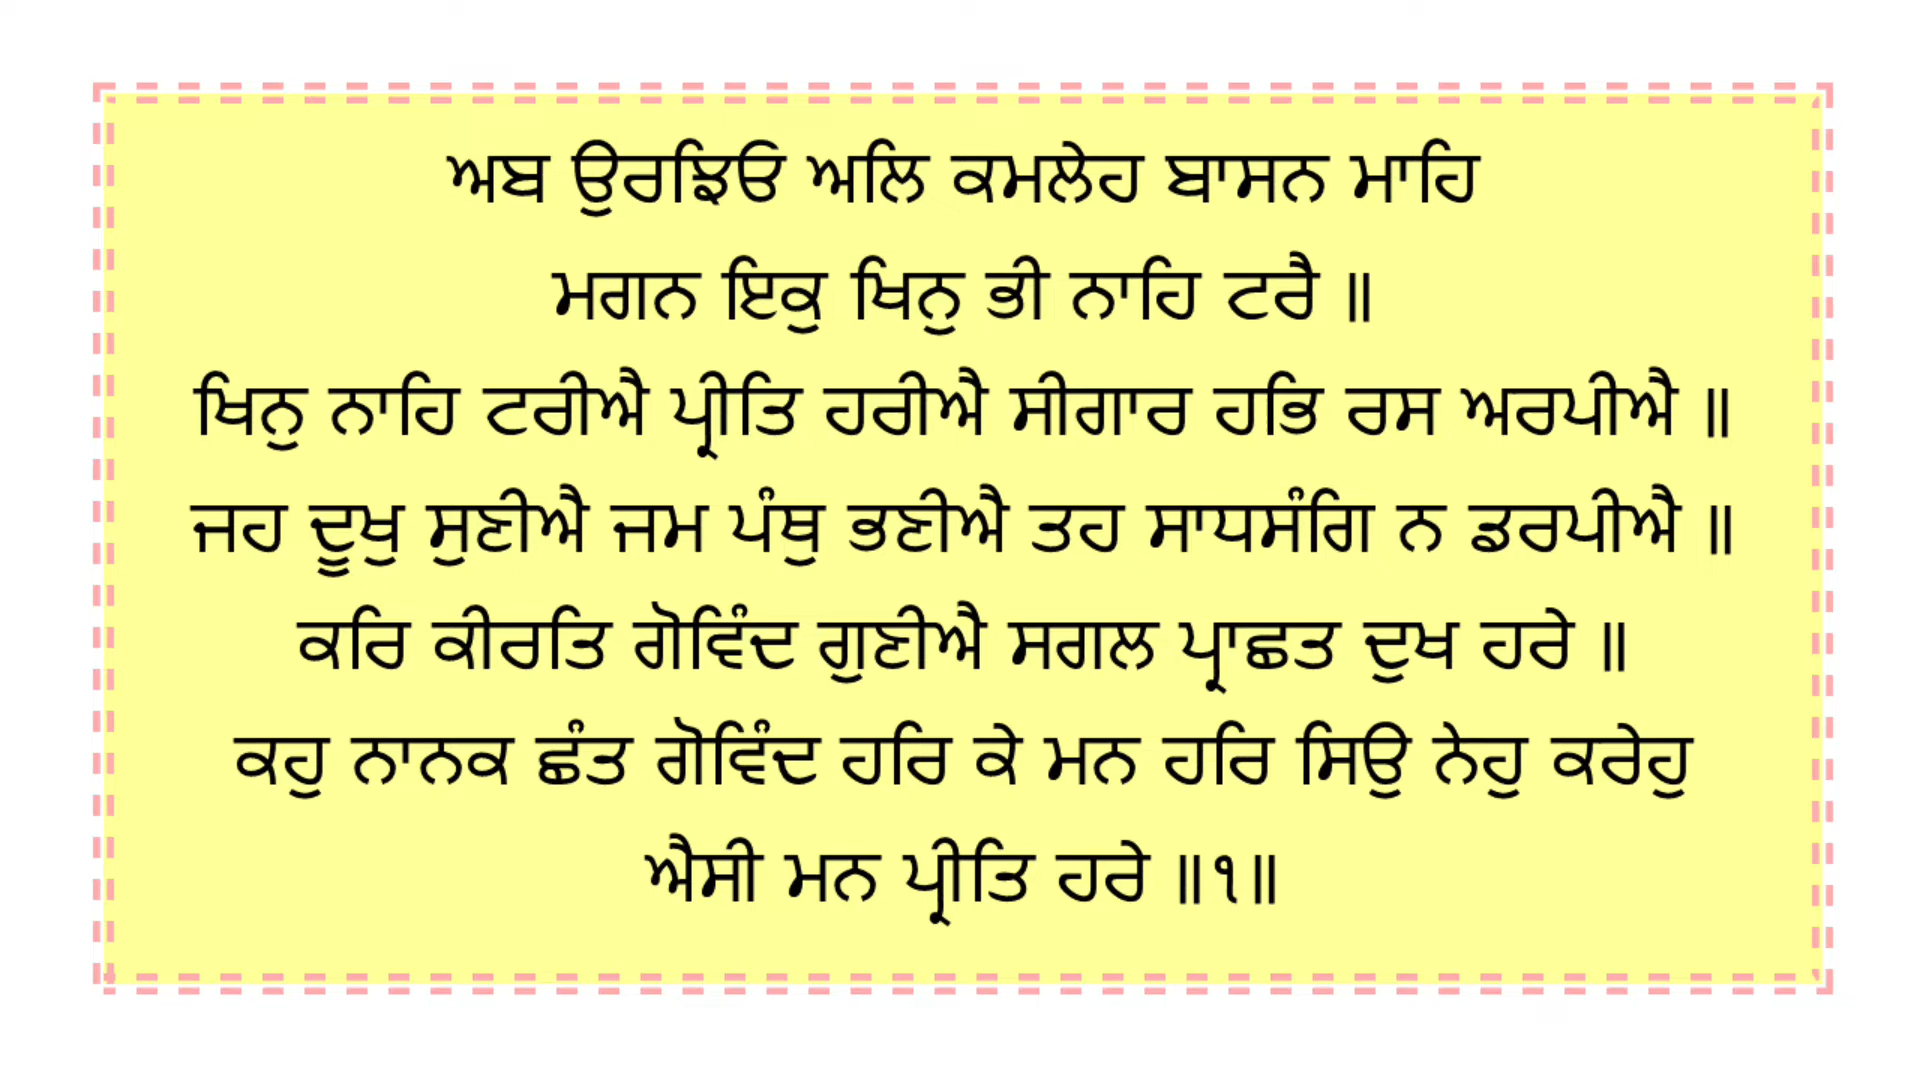 ਅਬ ਉਰਝਿਓ ਅਲਿ ਕਮਲੇਹ ਬਾਸਨ ਮਾਹਿ
ਮਗਨ ਇਕੁ ਖਿਨੁ ਭੀ ਨਾਹਿ ਟਰੈ ॥
ਖਿਨੁ ਨਾਹਿ ਟਰੀਐ ਪ੍ਰੀਤਿ ਹਰੀਐ ਸੀਗਾਰ ਹਭਿ ਰਸ ਅਰਪੀਐ ॥
ਜਹ ਦੂਖੁ ਸੁਣੀਐ ਜਮ ਪੰਥੁ ਭਣੀਐ ਤਹ ਸਾਧਸੰਗਿ ਨ ਡਰਪੀਐ ॥
ਕਰਿ ਕੀਰਤਿ ਗੋਵਿੰਦ ਗੁਣੀਐ ਸਗਲ ਪ੍ਰਾਛਤ ਦੁਖ ਹਰੇ ॥
ਕਹੁ ਨਾਨਕ ਛੰਤ ਗੋਵਿੰਦ ਹਰਿ ਕੇ ਮਨ ਹਰਿ ਸਿਉ ਨੇਹੁ ਕਰੇਹੁ
ਐਸੀ ਮਨ ਪ੍ਰੀਤਿ ਹਰੇ ॥੧॥